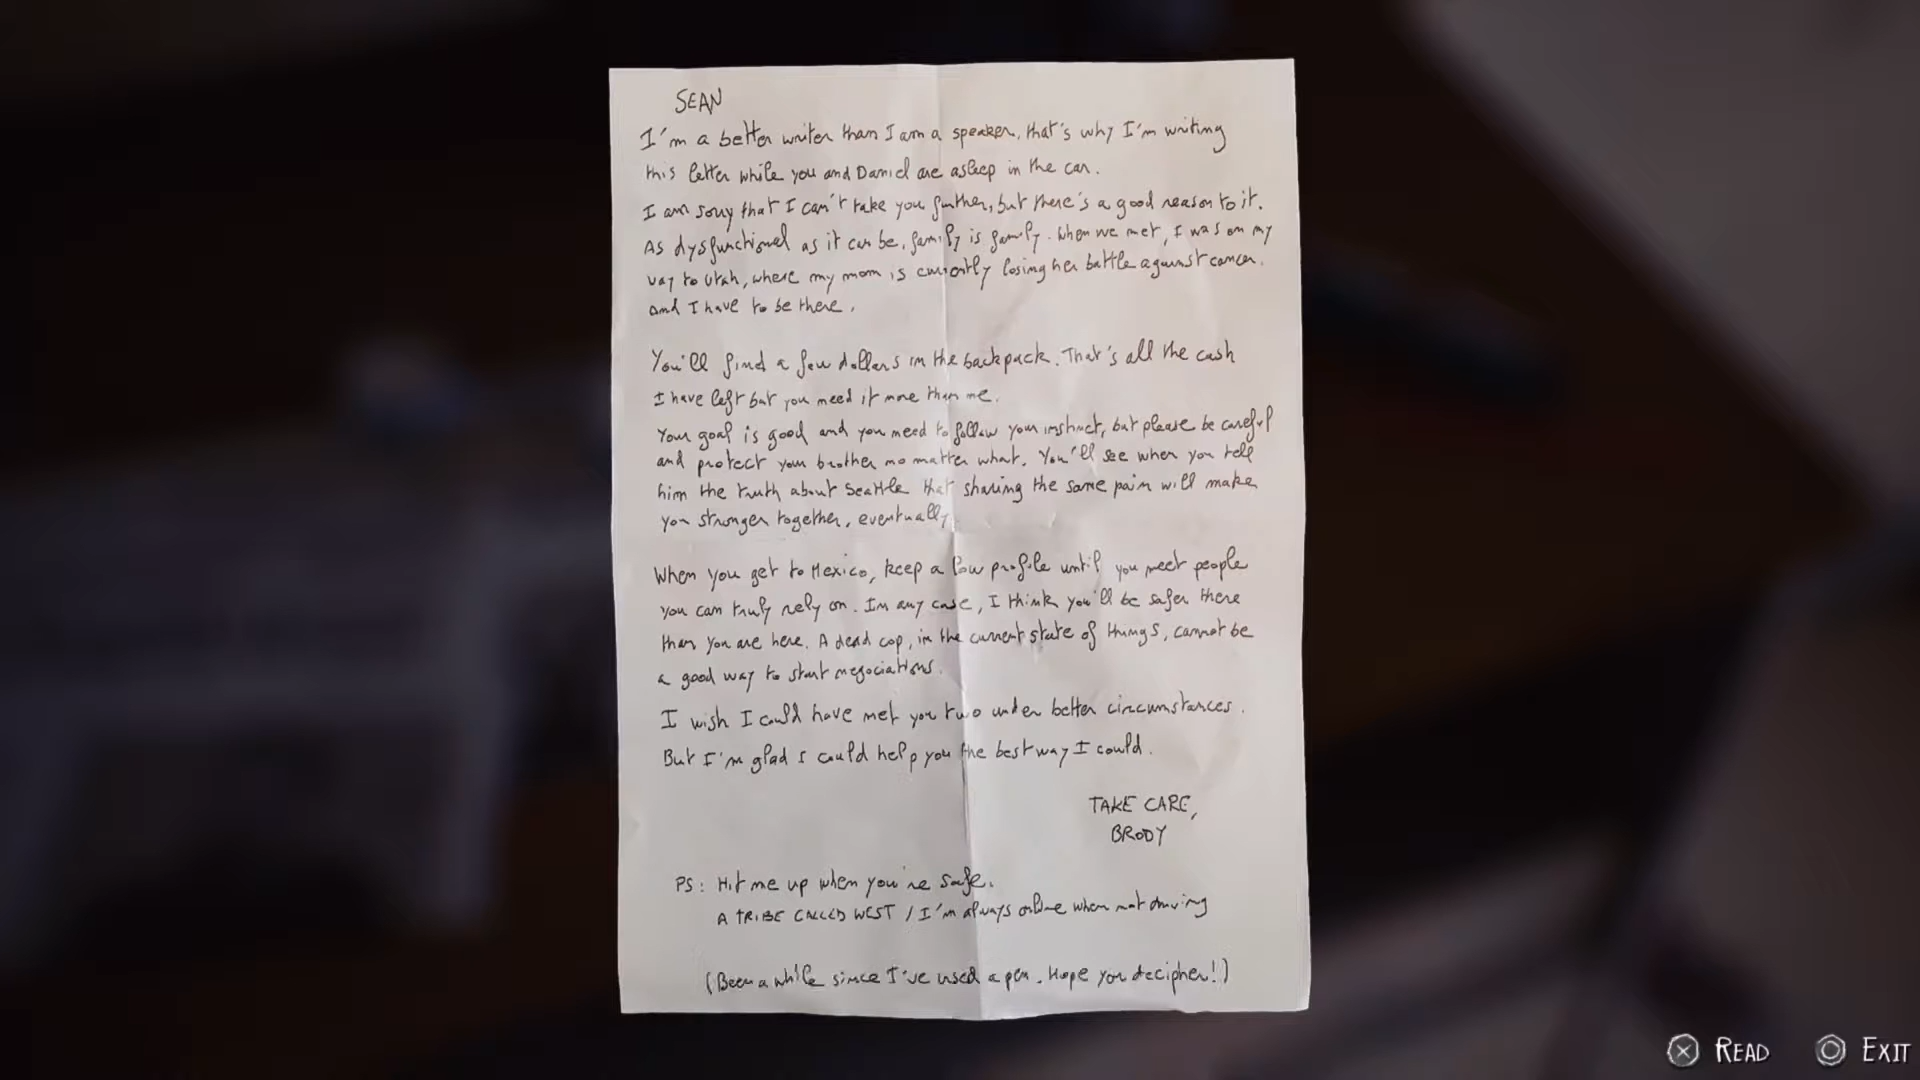 SEAN
I'm a better writer than I am a speaker, that's why I'm writing
this letter while you and Daniel are asleep in the car.
I am sorry that I can't take you further, but there's a good reason to it.
As dysfunctional as it can be, family is family. When we met, I was on my
way to Utah, where my mom is currently losing her battle against cancer.
and I have to be there.
You'll find a few dollars in the backpack. That's all the cash
I have left but you need it more than me.
Your goal is good and you need to follow your instinct, but please be careful
and protect your brother no matter what. You'll see when you tell
him the truth about Seattle that sharing the same pain will make
you stronger together, eventually.
When you get to Mexico, keep a low profile until you meet people
you can truly rely on. In any case, I think you'll be safer there
than you are here. A dead cop, in the current state of things, cannot be
a good way to start negociations.
I wish I could have met you two under better circumstances.
But I'm glad I could help you the best way I could.
TAKE CARE,
BRODY
PS: Hit me up when you're safe.
A TRIBE CALLED WEST / I'm always online when not driving
(Been a while since I've used a pen. Hope you decipher!)
READ EXIT